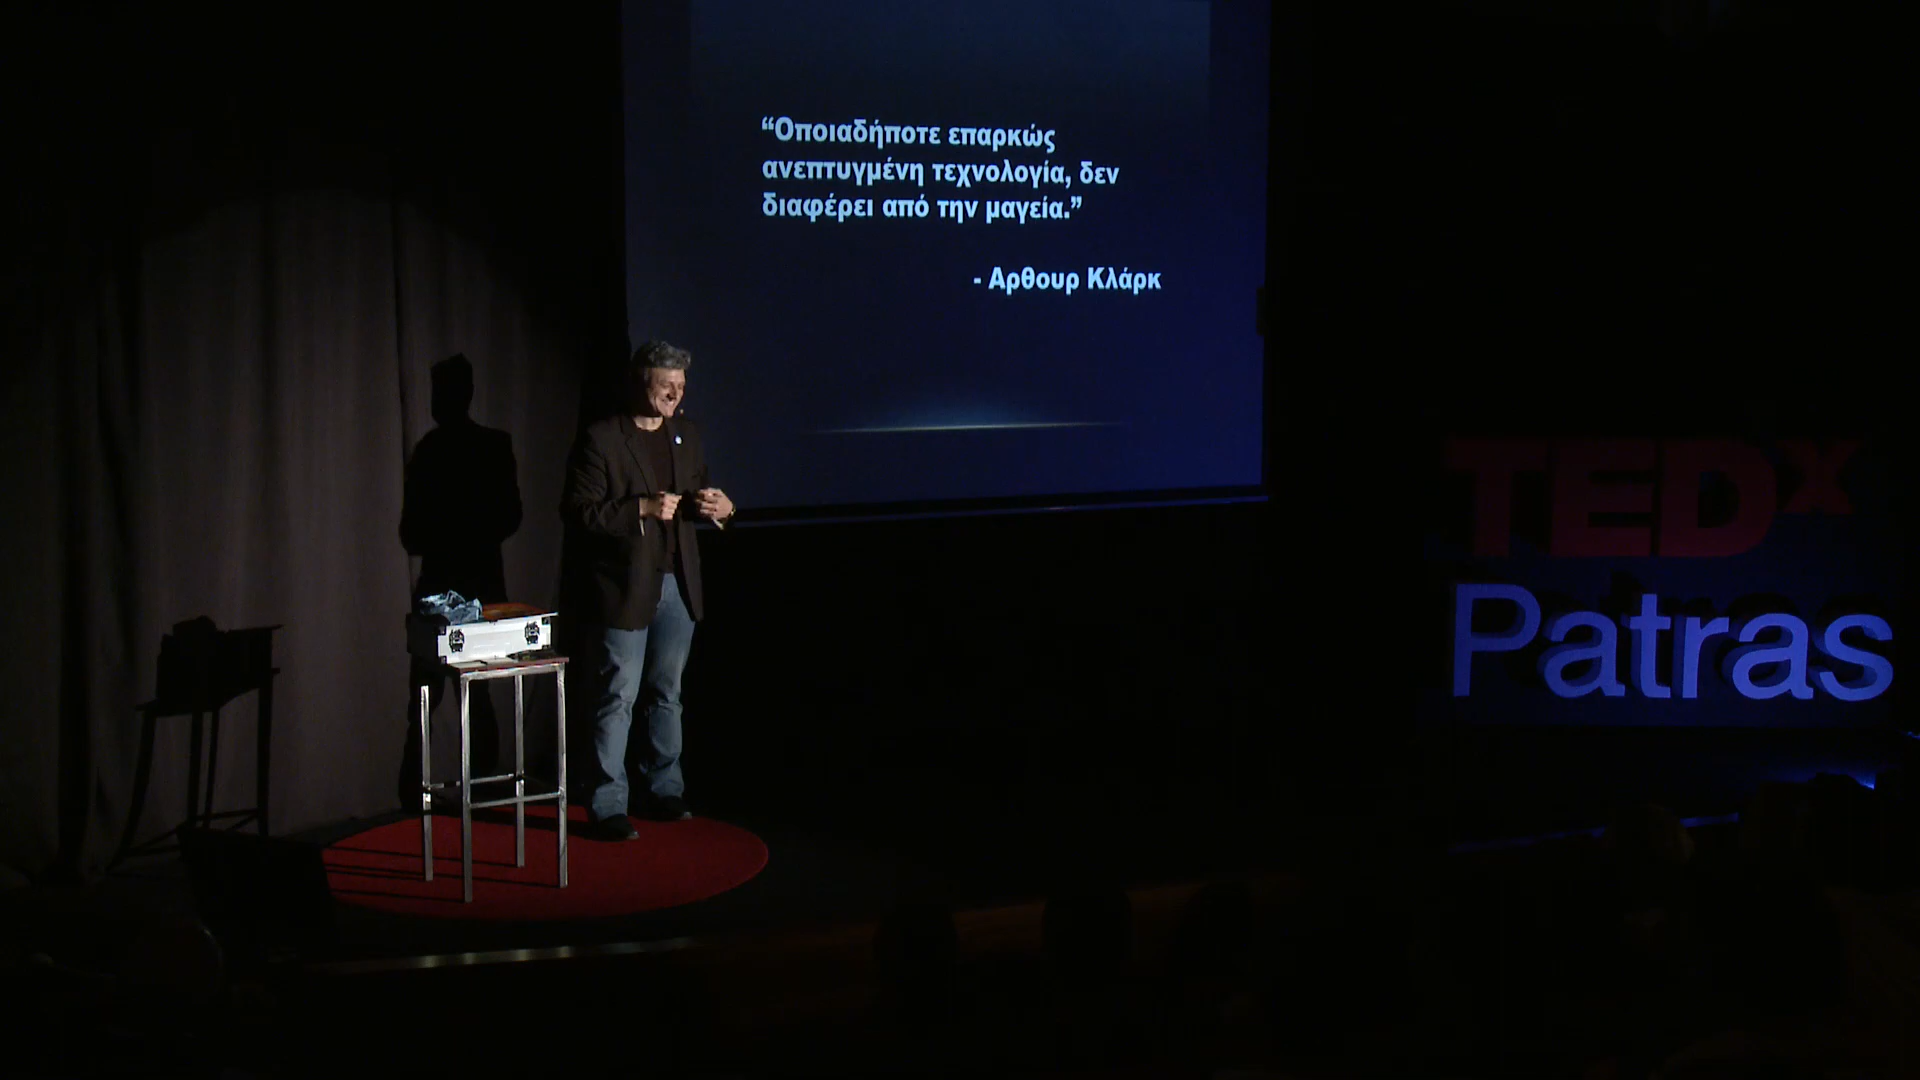 “Οποιαδήποτε επαρκώς
ανεπτυγμένη τεχνολογία, δεν
διαφέρει από την μαγεία.”
- Αρθουρ Κλάρκ
TEDx
Patras